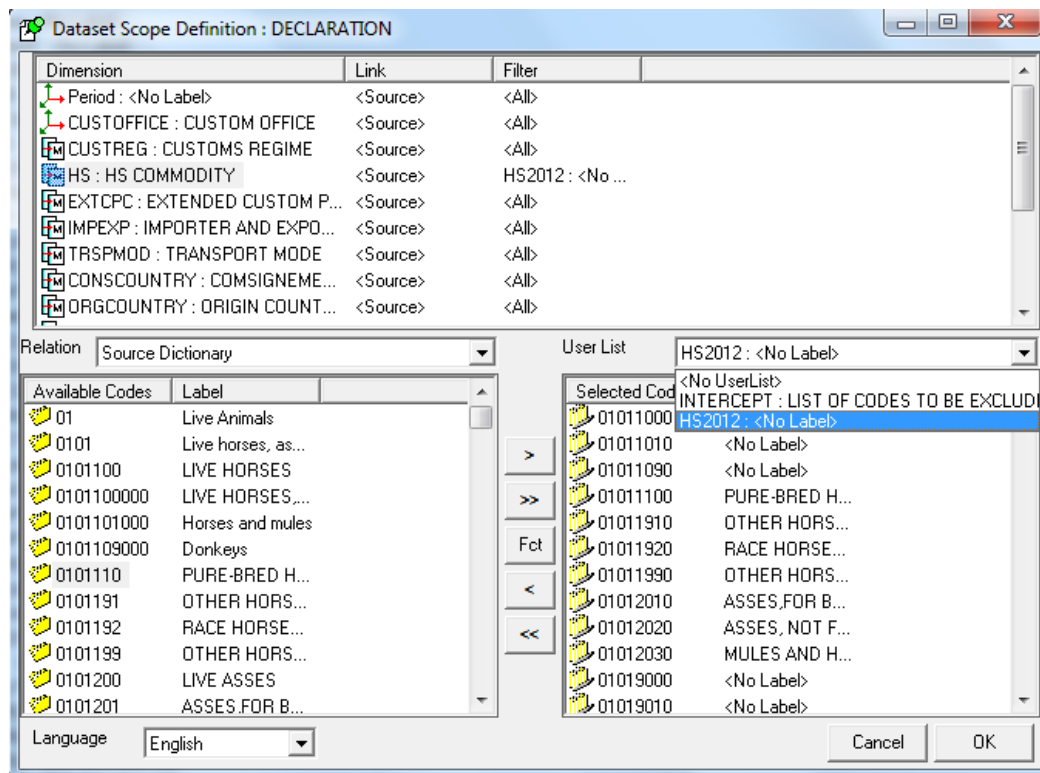 Dataset Scope Definition : DECLARATION
Dimension Link Filter
Period : <No Label> <Source> <All>
CUSTOFFICE : CUSTOM OFFICE <Source> <All>
CUSTREG : CUSTOMS REGIME <Source> <All>
HS : HS COMMODITY <Source> HS2012 : <No ...
EXTCPC : EXTENDED CUSTOM P... <Source> <All>
IMPEXP : IMPORTER AND EXPO... <Source> <All>
TRSPMOD : TRANSPORT MODE <Source> <All>
CONSCOUNTRY : COMSIGNEME... <Source> <All>
ORGCOUNTRY : ORIGIN COUNT... <Source> <All>
Relation Source Dictionary User List HS2012 : <No Label>
<No UserList>
INTERCEPT : LIST OF CODES TO BE EXCLUDI
HS2012 : <No Label>
Available Codes Label Selected Cod
01 Live Animals 01011000
0101 Live horses, as... 01011010 <No Label>
0101100 LIVE HORSES 01011090 <No Label>
0101100000 LIVE HORSES,... 01011100 PURE-BRED H...
0101101000 Horses and mules 01011910 OTHER HORS...
0101109000 Donkeys 01011920 RACE HORSE...
0101110 PURE-BRED H... 01011990 OTHER HORS...
0101191 OTHER HORS... 01012010 ASSES,FOR B...
0101192 RACE HORSE... 01012020 ASSES, NOT F...
0101199 OTHER HORS... 01012030 MULES AND H...
0101200 LIVE ASSES 01019000 <No Label>
0101201 ASSES.FOR B... 01019010 <No Label>
>
>>
Fct
<
<<
Language English Cancel OK